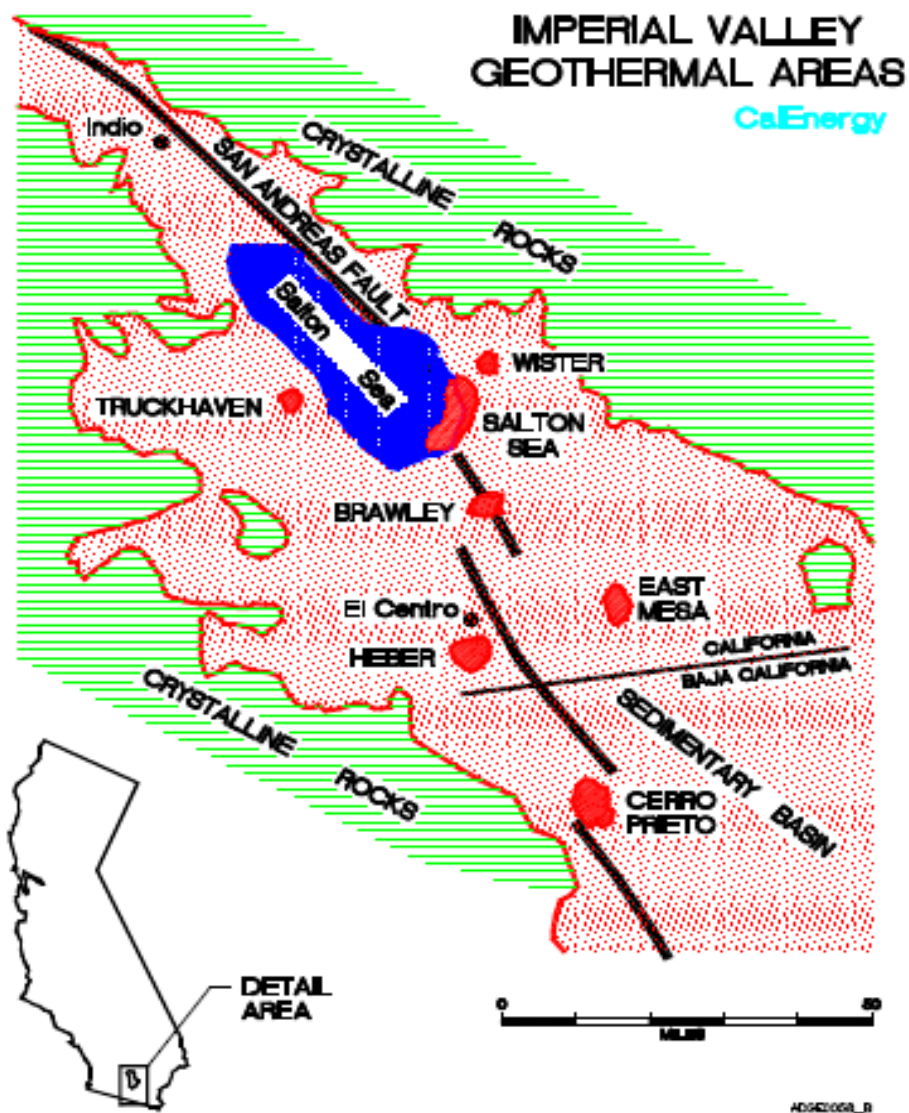 IMPERIAL VALLEY
GEOTHERMAL AREAS
CalEnergy
Indio
CRYSTALLINE
ROCKS
SAN ANDREAS FAULT
Salton
Sea
WISTER
TRUCKHAVEN
SALTON
SEA
BRAWLEY
El Centro
EAST
MESA
HEBER
CALIFORNIA
BAJA CALIFORNIA
CRYSTALLINE
ROCKS
SEDIMENTARY
BASIN
CERRO
PRIETO
DETAIL
AREA
0
50
MILES